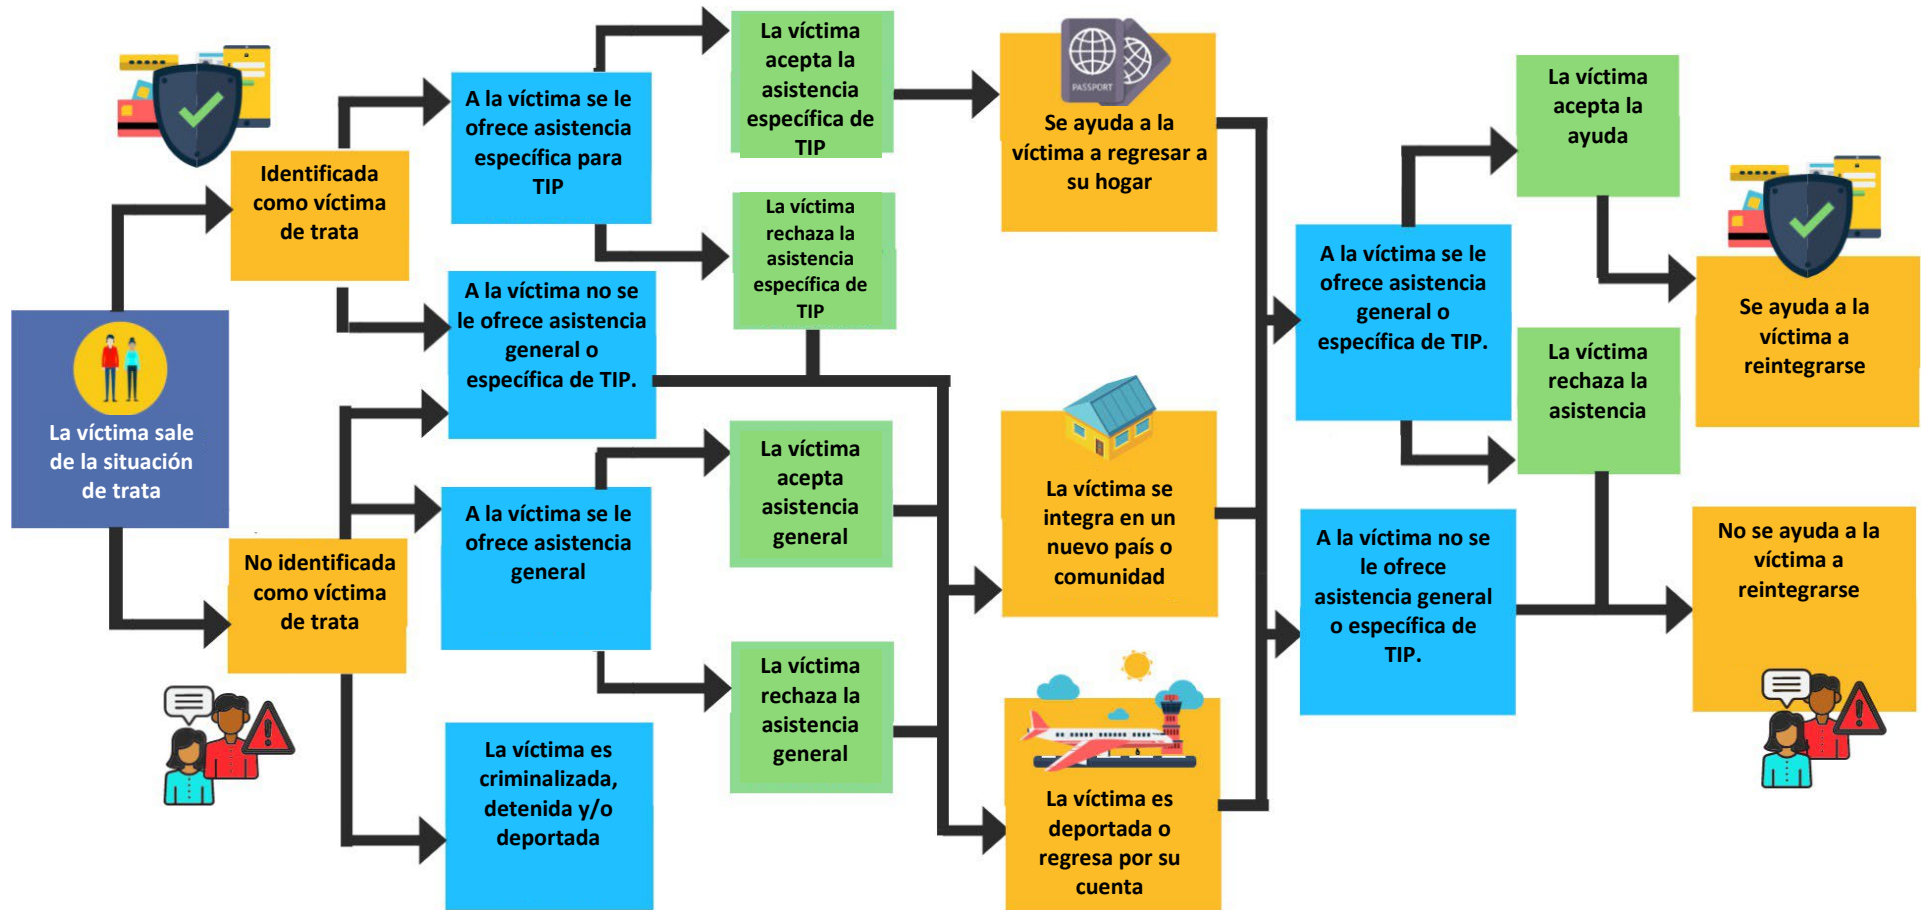 La víctima sale
de la situación
de trata
Identificada
como víctima
de trata
No identificada
como víctima
de trata
A la víctima se le
ofrece asistencia
específica para
TIP
A la víctima no se
le ofrece asistencia
general o
específica de TIP.
A la víctima se le
ofrece asistencia
general
La víctima es
criminalizada,
detenida y/o
deportada
La víctima
acepta la
asistencia
específica de
TIP
La víctima
rechaza la
asistencia
específica de
TIP
La víctima
acepta
asistencia
general
La víctima
rechaza la
asistencia
general
PASSPORT
Se ayuda a la
víctima a regresar a
su hogar
La víctima se
integra en un
nuevo país o
comunidad
La víctima es
deportada o
regresa por su
cuenta
A la víctima se le
ofrece asistencia
general o
específica de TIP.
A la víctima no se
le ofrece
asistencia general
o específica de
TIP.
La víctima
acepta la
ayuda
La víctima
rechaza la
asistencia
Se ayuda a la
víctima a
reintegrarse
No se ayuda a la
víctima a
reintegrarse